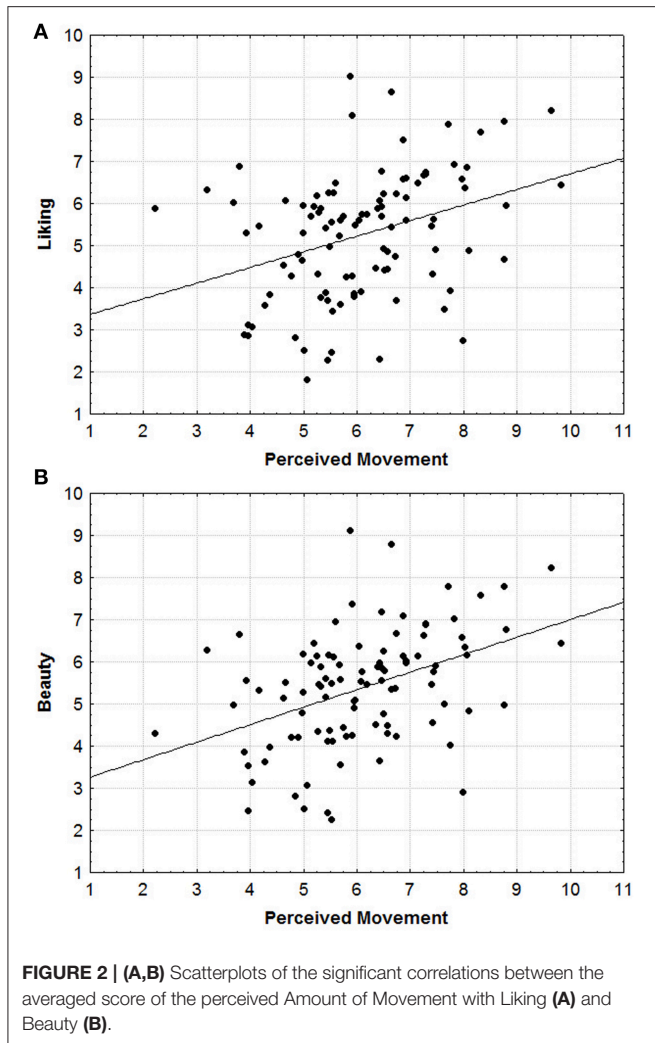 A
10
9
8
7
6
5
4
3
2
1
Liking
1 2 3 4 5 6 7 8 9 10 11
Perceived Movement
B
10
9
8
7
6
5
4
3
2
1
Beauty
1 2 3 4 5 6 7 8 9 10 11
Perceived Movement
FIGURE 2 | (A,B) Scatterplots of the significant correlations between the
averaged score of the perceived Amount of Movement with Liking (A) and
Beauty (B).